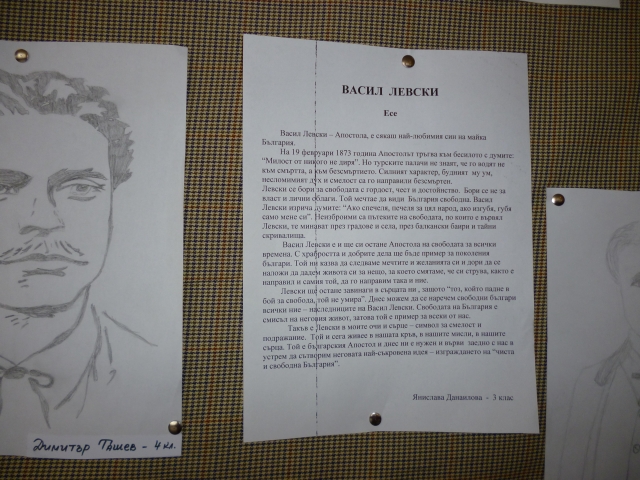 ВАСИЛ ЛЕВСКИ
Есе
Васил Левски – Апостола, е сякаш най-любимия син на майка
България.
На 19 февруари 1873 година Апостолът тръгва към бесилото с думите:
"Милост от никого не диря". Но турските палачи не знаят, че го водят не
към смъртта, а към безсмъртието. Силният характер, будният му ум,
несломимият дух и смелост са го направили безсмъртен.
Левски се бори за свободата с гордост, чест и достойнство. Бори се не за
власт и лични облаги. Той мечтае да види България свободна. Васил
Левски изрича думите: "Ако спечеля, печеля за цял народ, ако изгубя, губя
само мене си". Неизброими са пътеките на свободата, по които е вървял
Левски, те минават през градове и села, през балкански баири и тайни
скривалища.
Васил Левски е и ще си остане Апостола на свободата за всички
времена. С храбростта и добрите дела ще бъде пример за поколения
българи. Той ни казва да следваме мечтите и желанията си и дори да се
наложи да дадем живота си за нещо, за което смятаме, че си струва, както е
направил и самия той, да го направим така и ние.
Левски ще остане завинаги в сърцата ни , защото "тоз, който падне в
бой за свобода, той не умира". Днес можем да се наречем свободни българи
всички ние – наследниците на Васил Левски. Свободата на България е
смисъл на неговия живот, затова той е пример за всеки от нас.
Такъв е Левски в моите очи и сърце – символ за смелост и
подражание. Той и сега живее в нашата кръв, в нашите мисли, в нашите
сърца. Той е българския Апостол и днес ни е нужен и върви заедно с нас в
устрем да сътворим неговата най-съкровена идея – изграждането на "чиста
и свободна България".
Янислава Данаилова - 3 клас
Димитър Ташев - 4 кл.